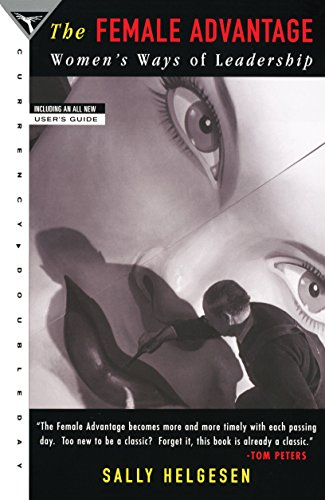 The FEMALE ADVANTAGE
Women's Ways of Leadership
INCLUDING AN ALL NEW
USER'S GUIDE
CURRENCY
DOUBLEDAY
"The Female Advantage becomes more and more timely with each passing
day. Too new to be a classic? Forget it, this book is already a classic."
-TOM PETERS
SALLY HELGESEN